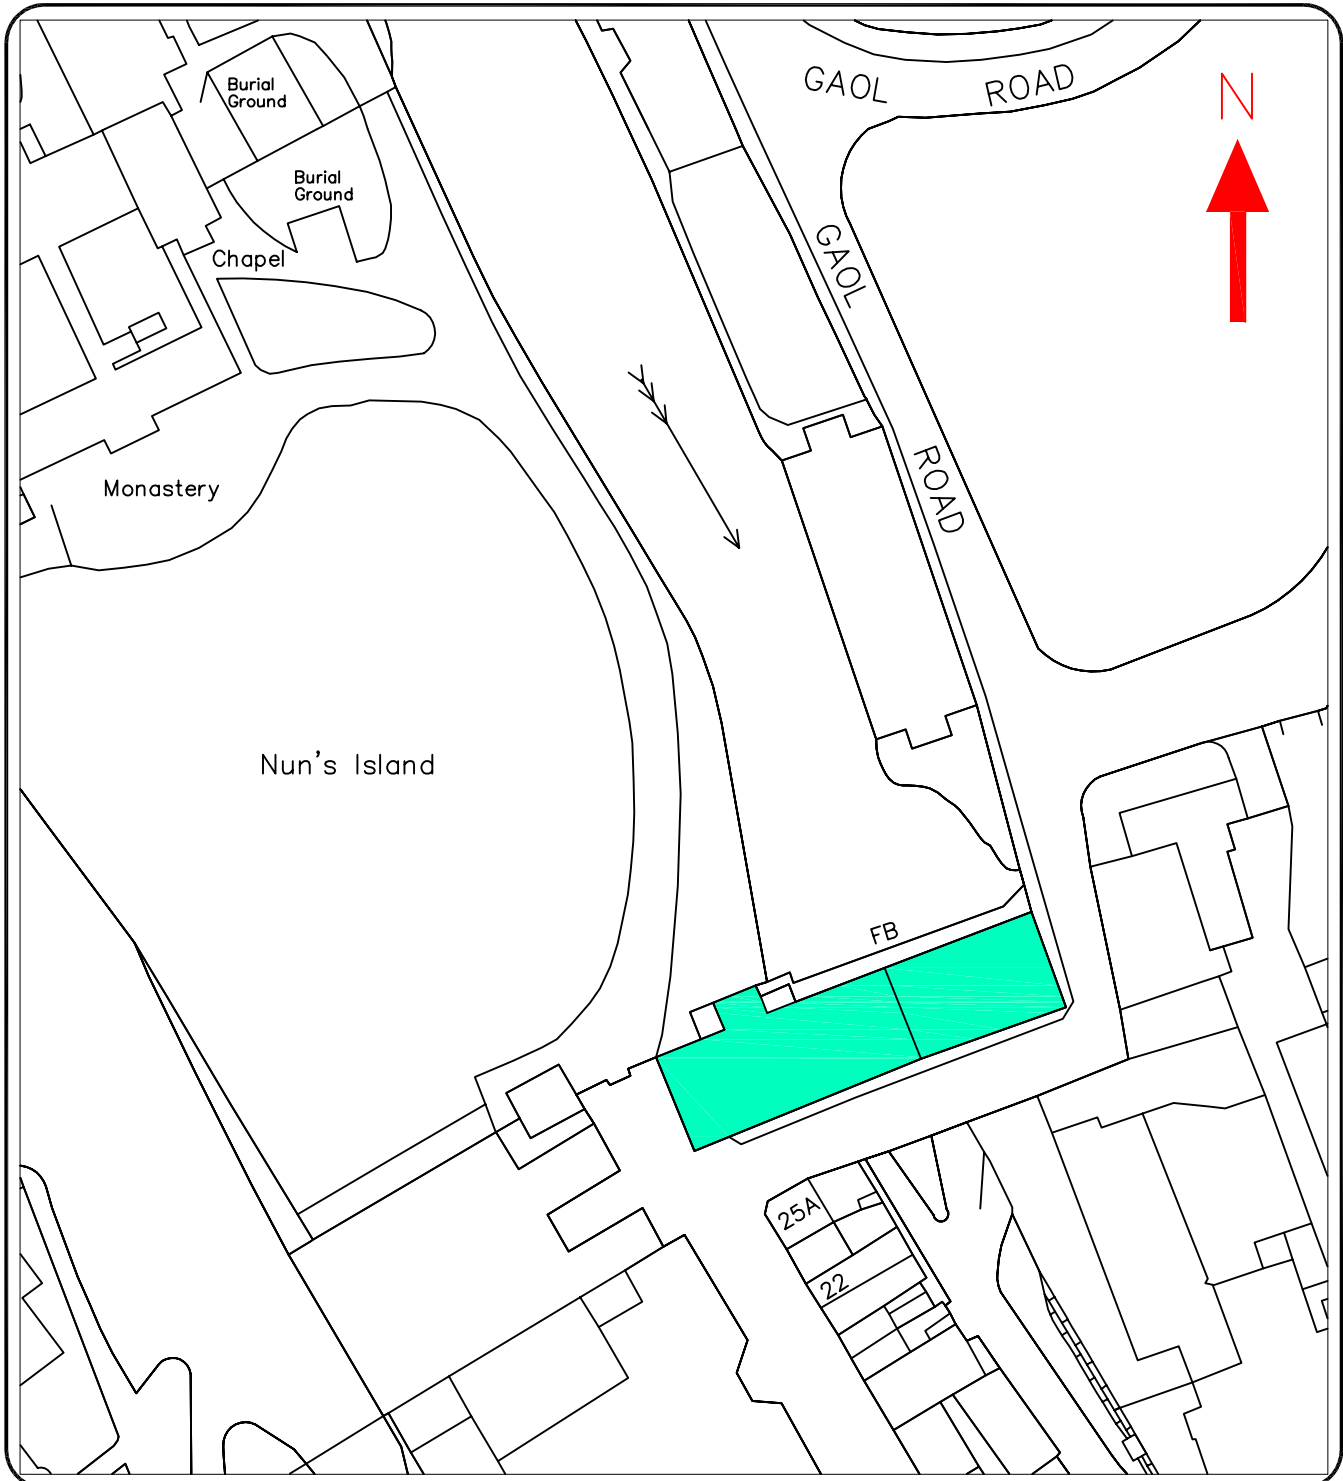 GAOL ROAD
N
Burial
Ground
Burial
Ground
Chapel
GAOL ROAD
Monastery
Nun's Island
FB
25A
22